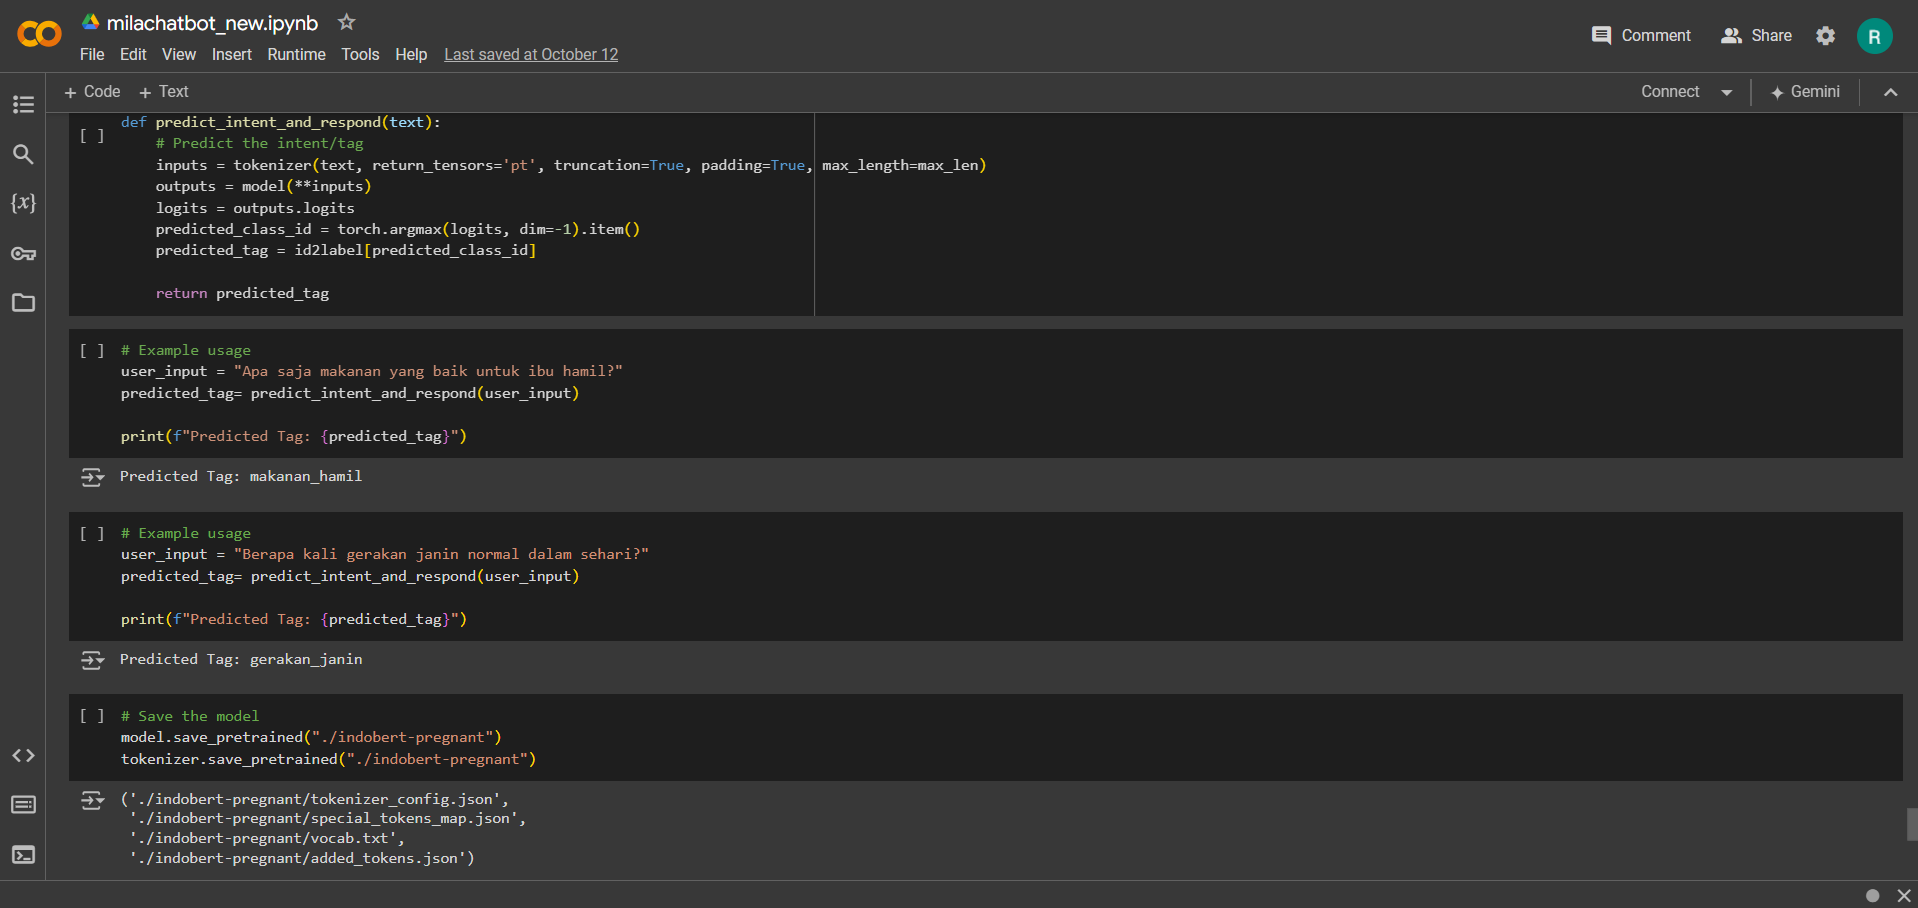 milachatbot_new.ipynb
File Edit View Insert Runtime Tools Help Last saved at October 12
Comment Share R
+ Code + Text Connect Gemini
[ ] def predict_intent_and_respond(text):
# Predict the intent/tag
inputs = tokenizer(text, return_tensors='pt', truncation=True, padding=True, max_length=max_len)
outputs = model(**inputs)
logits = outputs.logits
predicted_class_id = torch.argmax(logits, dim=-1).item()
predicted_tag = id2label[predicted_class_id]
return predicted_tag
[ ] # Example usage
user_input = "Apa saja makanan yang baik untuk ibu hamil?"
predicted_tag= predict_intent_and_respond(user_input)
print(f"Predicted Tag: {predicted_tag}")
Predicted Tag: makanan_hamil
[ ] # Example usage
user_input = "Berapa kali gerakan janin normal dalam sehari?"
predicted_tag= predict_intent_and_respond(user_input)
print(f"Predicted Tag: {predicted_tag}")
Predicted Tag: gerakan_janin
[ ] # Save the model
model.save_pretrained("./indobert-pregnant")
tokenizer.save_pretrained("./indobert-pregnant")
('./indobert-pregnant/tokenizer_config.json',
'./indobert-pregnant/special_tokens_map.json',
'./indobert-pregnant/vocab.txt',
'./indobert-pregnant/added_tokens.json')